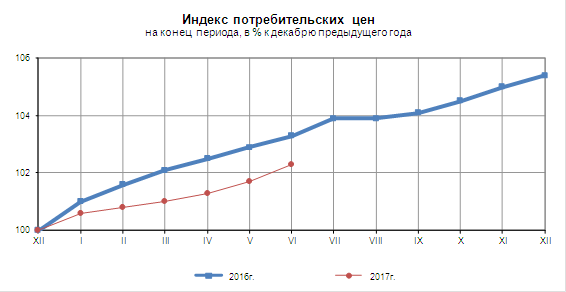 Индекс потребительских цен
на конец периода, в % к декабрю предыдущего года
106
104
102
100
XII I II III IV V VI VII VIII IX X XI XII
2016г. 2017г.